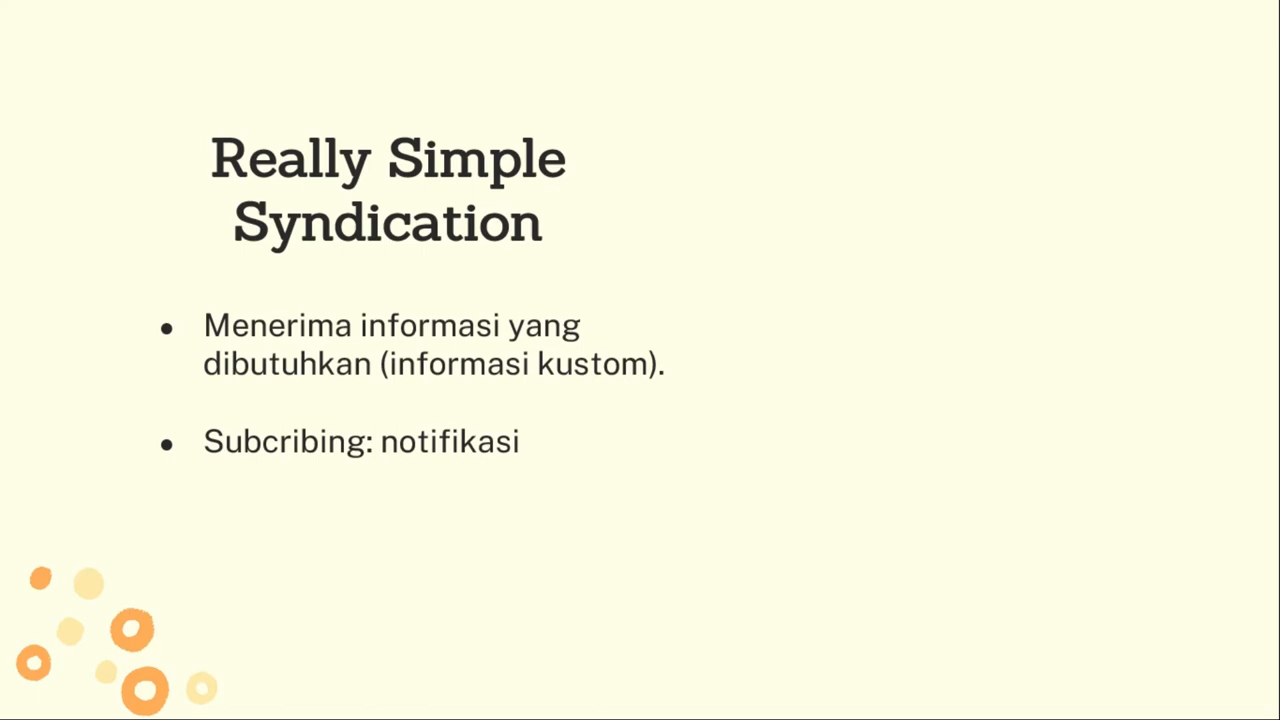 Really Simple
Syndication
● Menerima informasi yang
dibutuhkan (informasi kustom).
● Subcribing: notifikasi